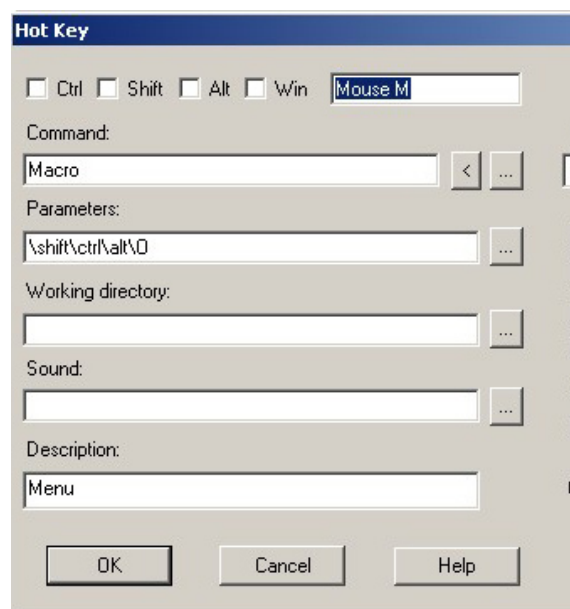 Hot Key
Ctrl Shift Alt Win Mouse M
Command:
Macro < ...
Parameters:
\shift\ctrl\alt\O ...
Working directory:
...
Sound:
...
Description:
Menu
OK Cancel Help